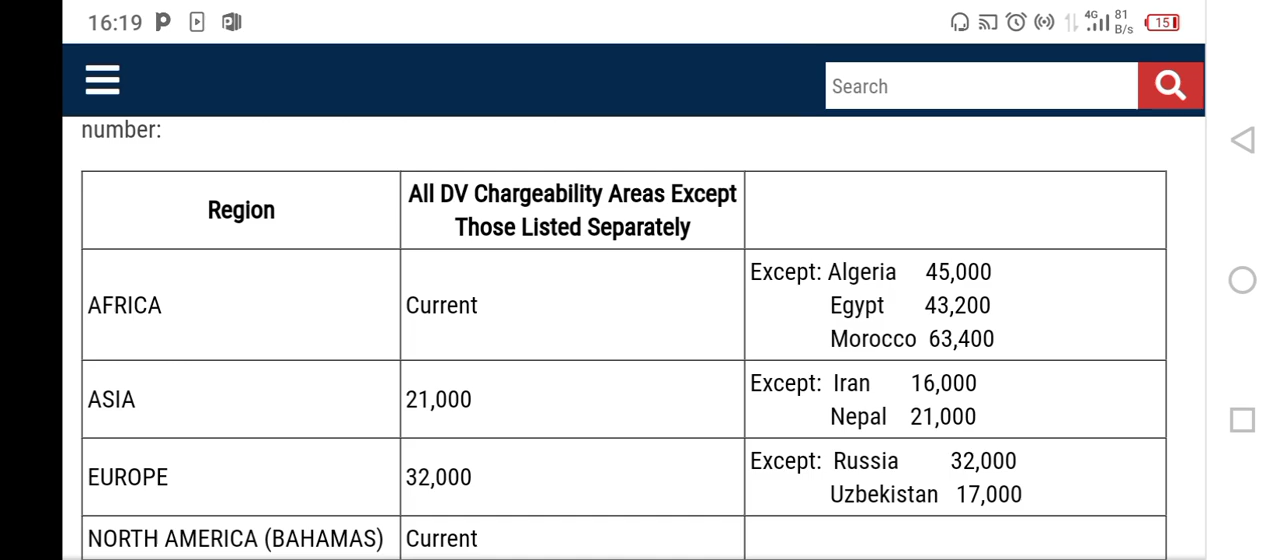 16:19 4G 81 B/s 15
Search
number:
Region
All DV Chargeability Areas Except
Those Listed Separately
AFRICA
Current
Except: Algeria 45,000
Egypt 43,200
Morocco 63,400
ASIA
21,000
Except: Iran 16,000
Nepal 21,000
EUROPE
32,000
Except: Russia 32,000
Uzbekistan 17,000
NORTH AMERICA (BAHAMAS)
Current